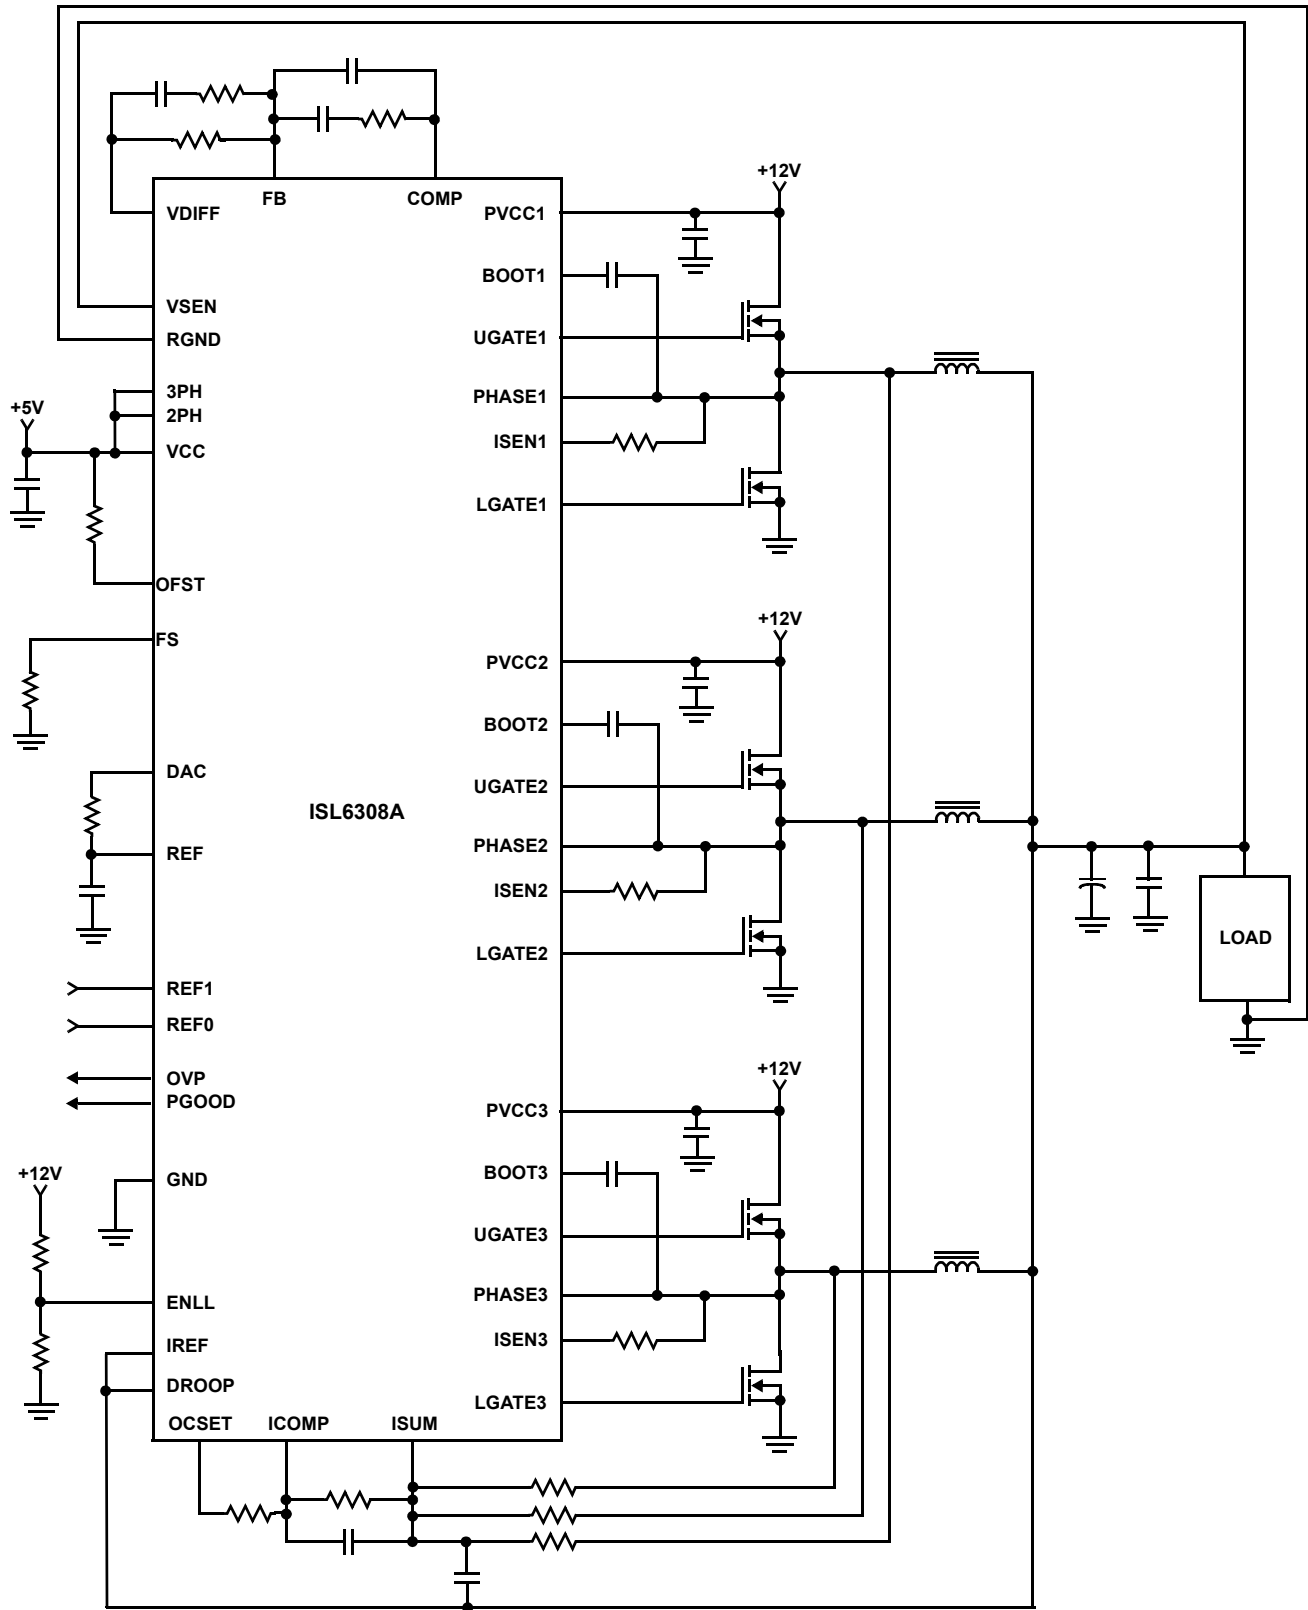 FB
COMP
VDIFF
VSEN
RGND
3PH
2PH
+5V
VCC
OFST
FS
DAC
ISL6308A
REF
REF1
REF0
OVP
PGOOD
+12V
GND
ENLL
IREF
DROOP
OCSET
ICOMP
ISUM
+12V
PVCC1
BOOT1
UGATE1
PHASE1
ISEN1
LGATE1
+12V
PVCC2
BOOT2
UGATE2
PHASE2
ISEN2
LGATE2
+12V
PVCC3
BOOT3
UGATE3
PHASE3
ISEN3
LGATE3
LOAD